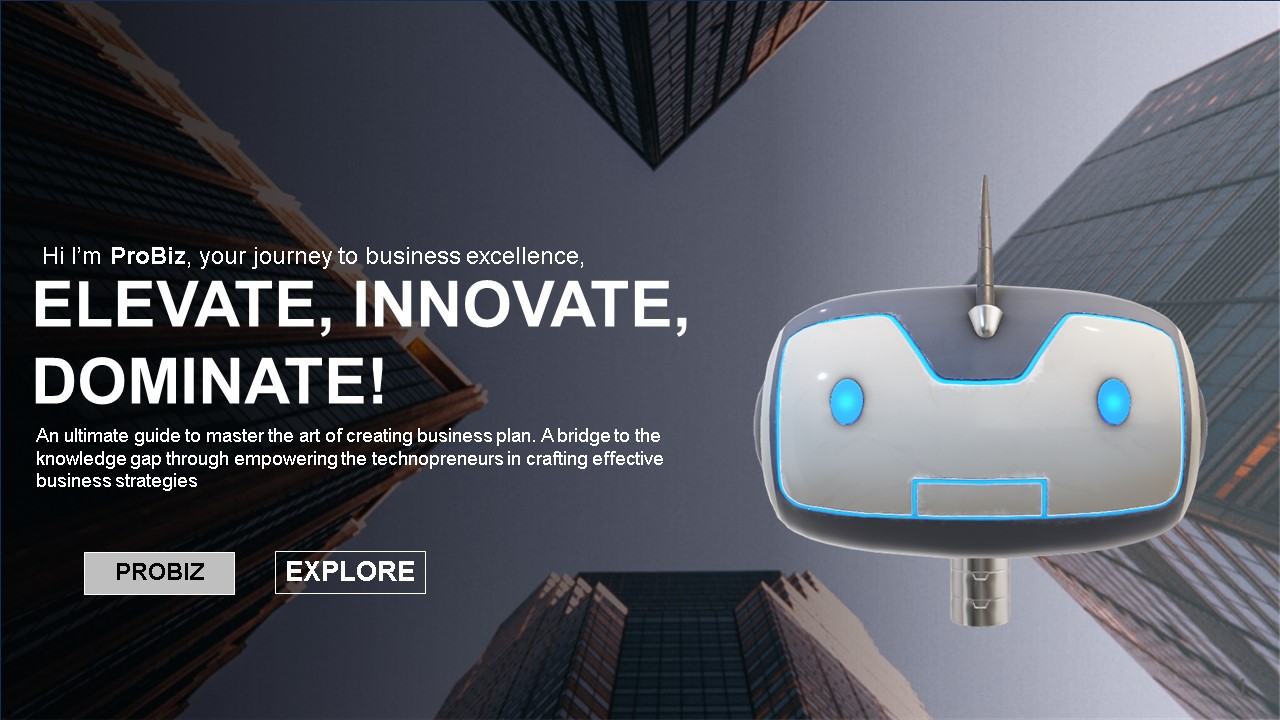 Hi I’m ProBiz, your journey to business excellence,
ELEVATE, INNOVATE,
DOMINATE!
An ultimate guide to master the art of creating business plan. A bridge to the
knowledge gap through empowering the technopreneurs in crafting effective
business strategies
PROBIZ
EXPLORE